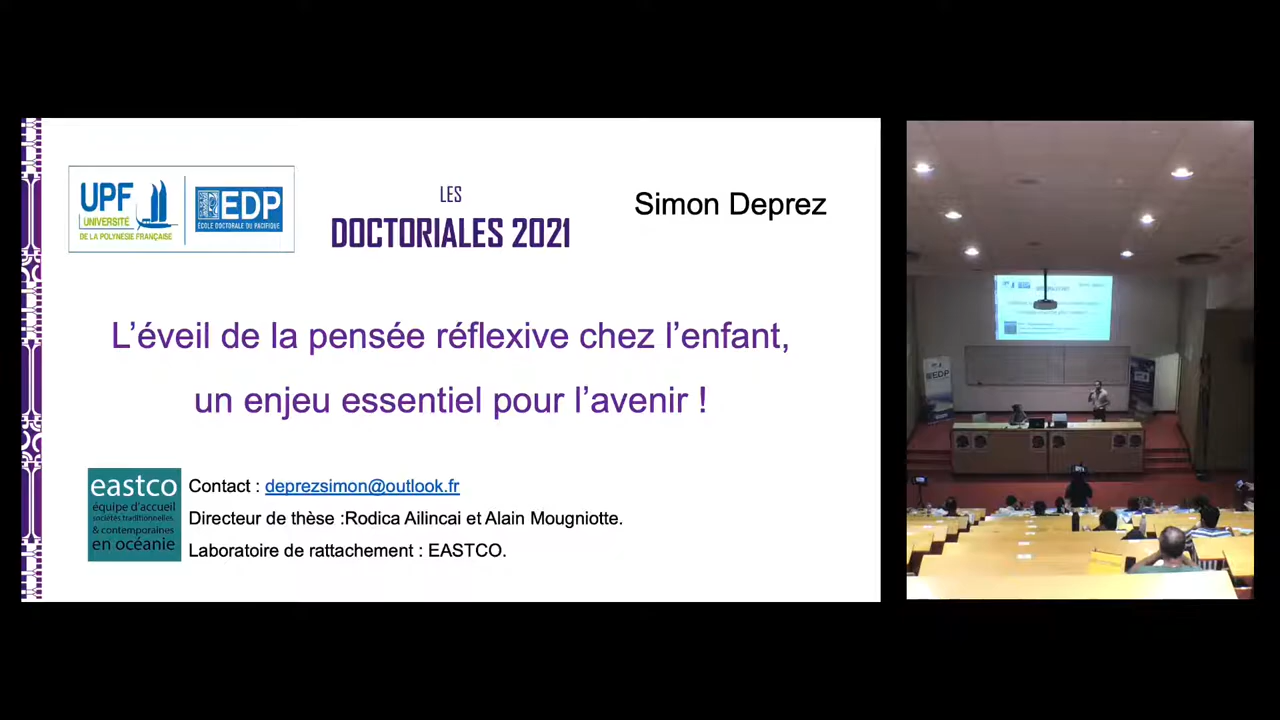 UPF
UNIVERSITÉ
DE LA POLYNÉSIE FRANÇAISE
EDP
ÉCOLE DOCTORALE DU PACIFIQUE
LES
DOCTORIALES 2021
Simon Deprez
L’éveil de la pensée réflexive chez l’enfant,
un enjeu essentiel pour l’avenir !
eastco
équipe d'accueil
sociétés traditionnelles
& contemporaines
en océanie
Contact : deprezsimon@outlook.fr
Directeur de thèse :Rodica Ailincai et Alain Mougniotte.
Laboratoire de rattachement : EASTCO.
EDP